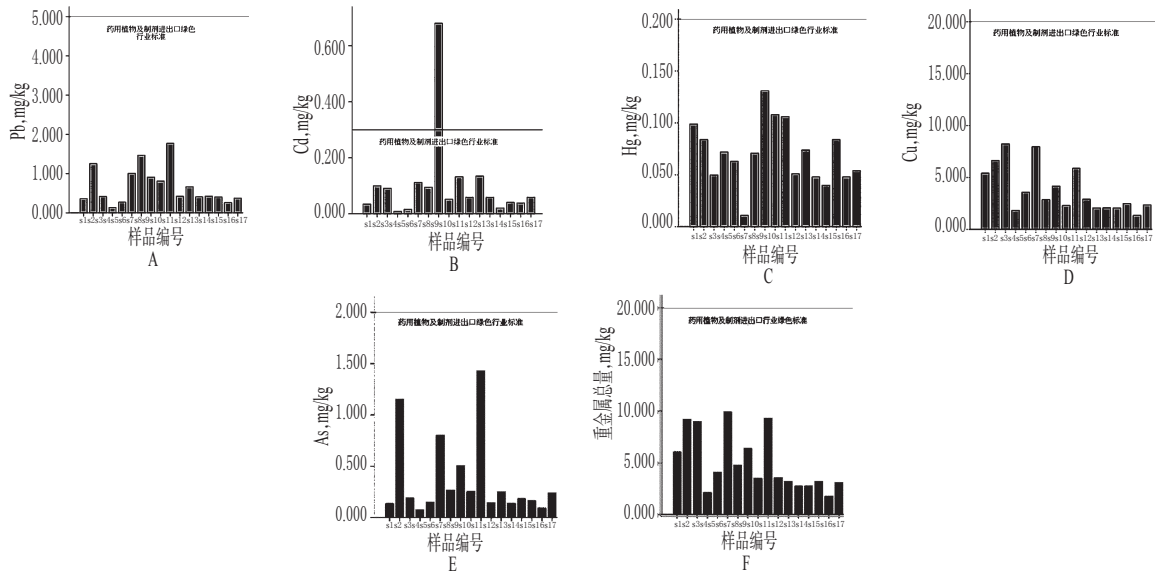 5.000
4.000
3.000
2.000
1.000
0.000
Pb,mg/kg
药用植物及制剂进出口绿色
行业标准
s1s2s3s4s5s6s7s8s9s10s11s12s13s14s15s16s17
样品编号
A
0.600
0.400
0.200
0.000
Cd,mg/kg
药用植物及制剂进出口绿色行业标准
s1s2s3s4s5s6s7s8s9s10s11s12s13s14s15s16s17
样品编号
B
0.200
0.150
0.100
0.050
0.000
Hg,mg/kg
药用植物及制剂进出口绿色行业标准
s1s2 s3s4s5s6s7s8s9s10s11s12s13s14s15s16s17
样品编号
C
20.000
15.000
10.000
5.000
0.000
Cu,mg/kg
药用植物及制剂进出口绿色行业标准
s1s2 s3s4s5s6s7s8s9s10s11s12s13s14s15s16s17
样品编号
D
2.000
1.500
1.000
0.500
0.000
As,mg/kg
药用植物及制剂进出口绿色行业标准
s1s2 s3s4s5s6s7s8s9s10s11s12s13s14s15s16s17
样品编号
E
20.000
15.000
10.000
5.000
0.000
重金属总量,mg/kg
药用植物及制剂进出口行业绿色标准
s1s2 s3s4s5s6s7s8s9s10s11s12s13s14s15s16s17
样品编号
F